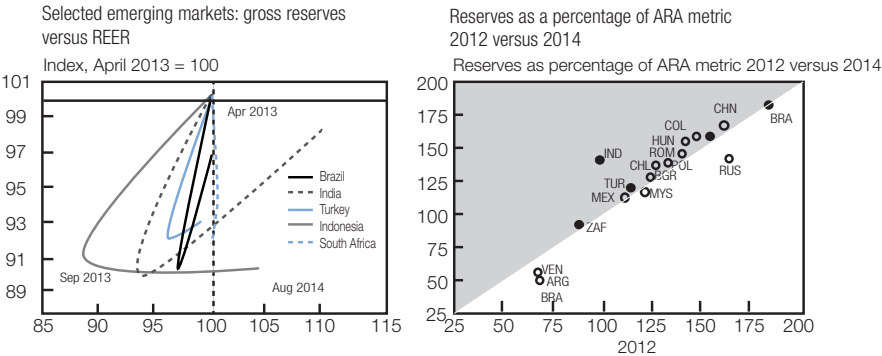 Selected emerging markets: gross reserves
versus REER
Index, April 2013 = 100
101
99
97
95
93
91
89
85
90
95
100
105
110
115
Apr 2013
Brazil
India
Turkey
Indonesia
South Africa
Sep 2013
Aug 2014
Reserves as a percentage of ARA metric
2012 versus 2014
Reserves as percentage of ARA metric 2012 versus 2014
200
175
150
125
100
75
50
25
25
50
75
100
125
150
175
200
2012
CHN
BRA
COL
HUN
IND
ROM
CHL
POL
RUS
BGR
TUR
MEX
MYS
ZAF
VEN
ARG
BRA